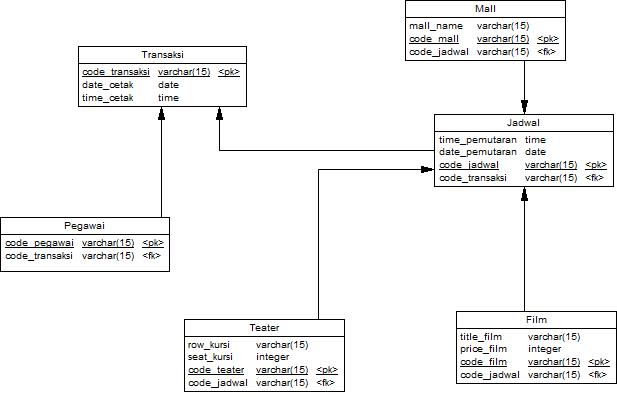 Mall
mall_name varchar(15)
code_mall varchar(15) <pk>
code_jadwal varchar(15) <fk>
Transaksi
code_transaksi varchar(15) <pk>
date_cetak date
time_cetak time
Jadwal
time_pemutaran time
date_pemutaran date
code_jadwal varchar(15) <pk>
code_transaksi varchar(15) <fk>
Pegawai
code_pegawai varchar(15) <pk>
code_transaksi varchar(15) <fk>
Teater
row_kursi varchar(15)
seat_kursi integer
code_teater varchar(15) <pk>
code_jadwal varchar(15) <fk>
Film
title_film varchar(15)
price_film integer
code_film varchar(15) <pk>
code_jadwal varchar(15) <fk>